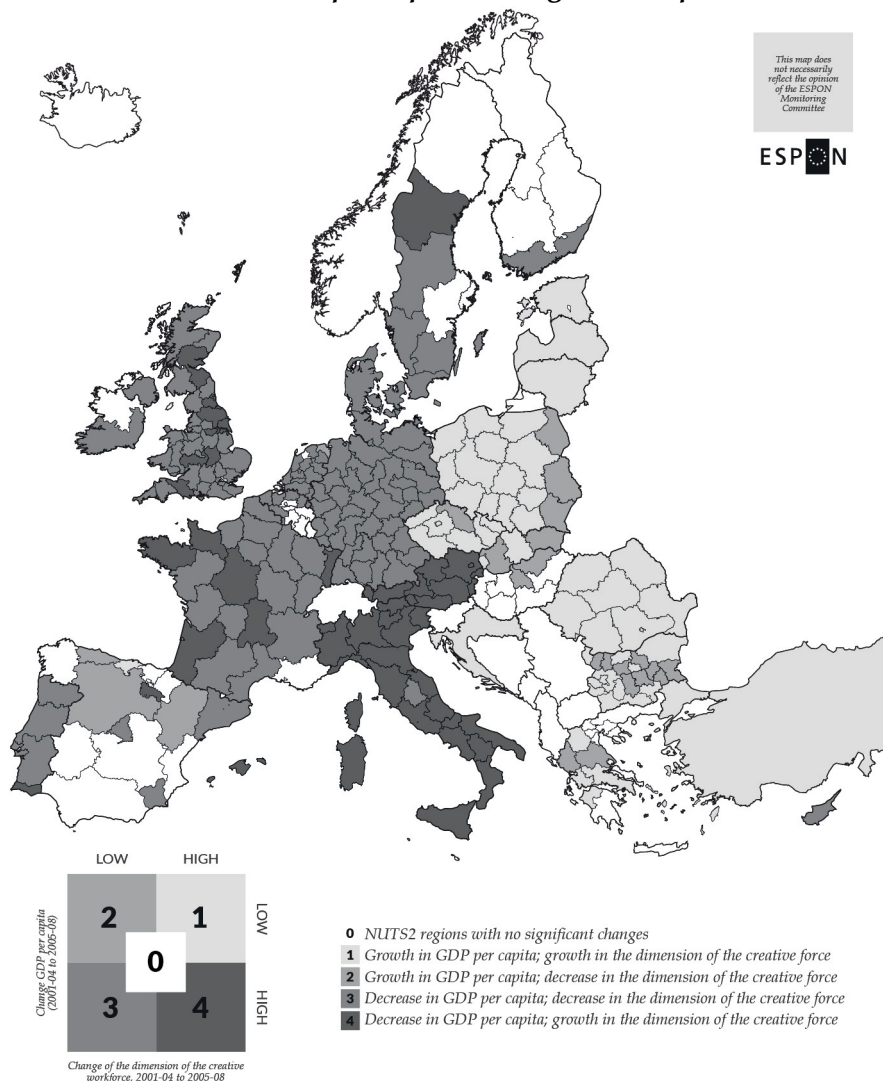 This map does
not necessarily
reflect the opinion
of the ESPON
Monitoring
Committee
ESPON
LOW HIGH
2 1
0
3 4
LOW
HIGH
Change GDP per capita
(2001-04 to 2005-08)
Change of the dimension of the creative
workforce, 2001-04 to 2005-08
0 NUTS2 regions with no significant changes
1 Growth in GDP per capita; growth in the dimension of the creative force
2 Growth in GDP per capita; decrease in the dimension of the creative force
3 Decrease in GDP per capita; decrease in the dimension of the creative force
4 Decrease in GDP per capita; growth in the dimension of the creative force